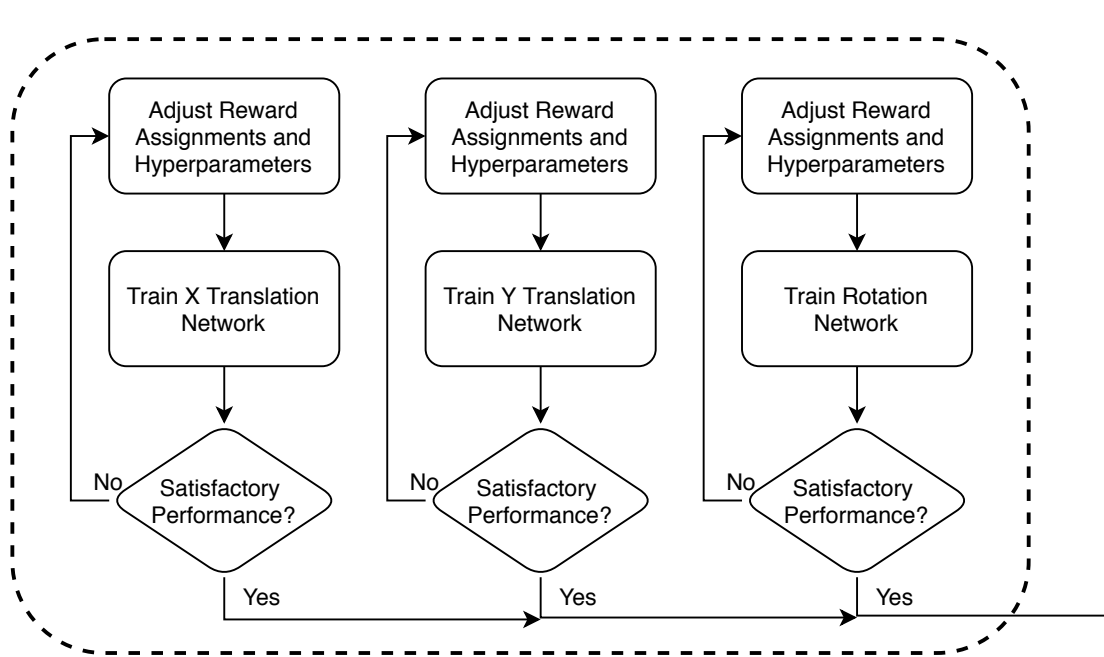 Adjust Reward
Assignments and
Hyperparameters
Train X Translation
Network
Satisfactory
Performance?
No
Yes
Adjust Reward
Assignments and
Hyperparameters
Train Y Translation
Network
Satisfactory
Performance?
No
Yes
Adjust Reward
Assignments and
Hyperparameters
Train Rotation
Network
Satisfactory
Performance?
No
Yes